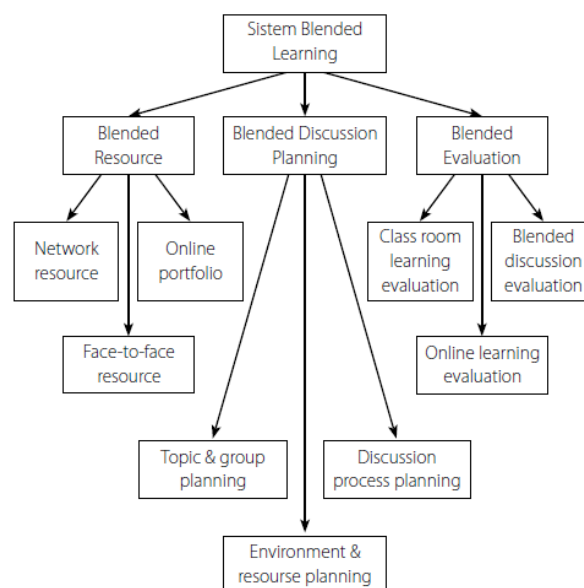 Sistem Blended
Learning
Blended
Resource
Blended Discussion
Planning
Blended
Evaluation
Network
resource
Online
portfolio
Class room
learning
evaluation
Blended
discussion
evaluation
Face-to-face
resource
Online learning
evaluation
Topic & group
planning
Discussion
process planning
Environment &
resourse planning